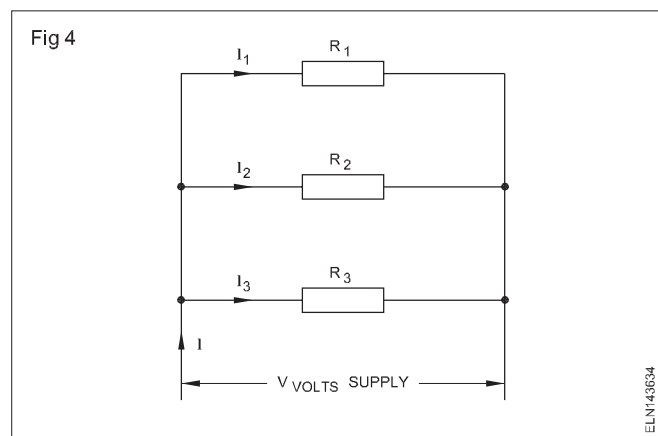 Fig 4
R1
I1
R2
I2
R3
I3
I
V VOLTS SUPPLY
ELN143634